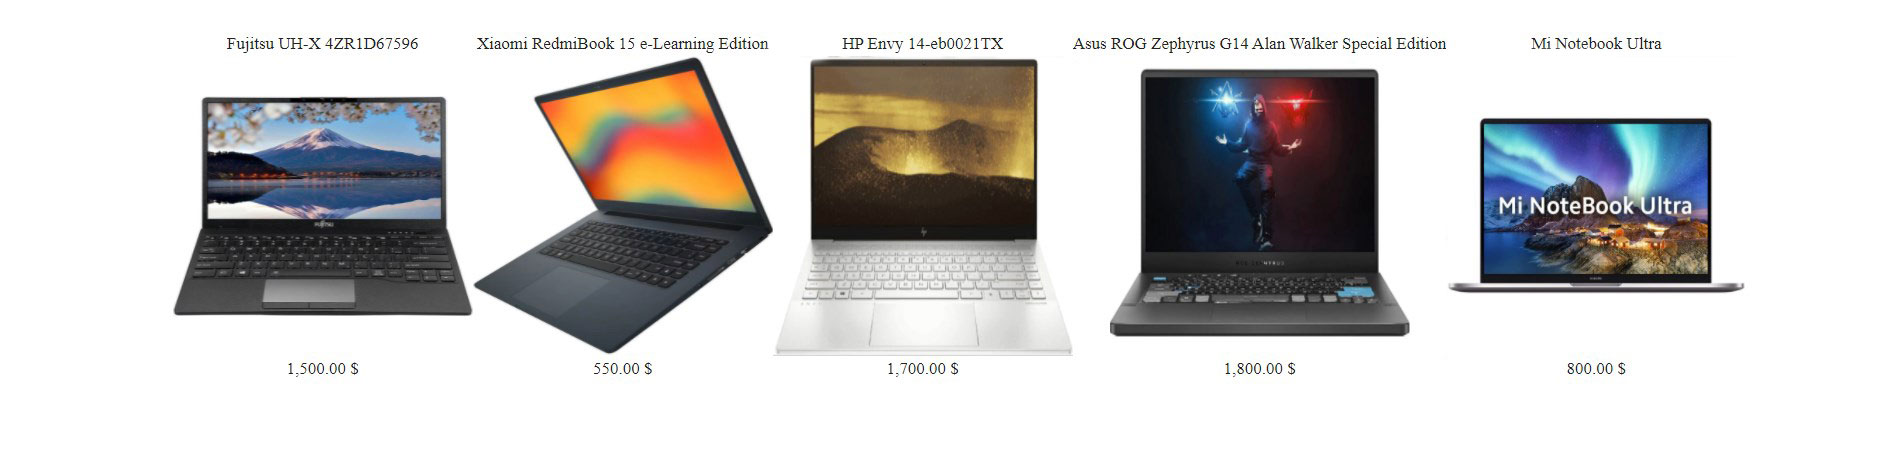 Fujitsu UH-X 4ZR1D67596
Xiaomi RedmiBook 15 e-Learning Edition
HP Envy 14-eb0021TX
Asus ROG Zephyrus G14 Alan Walker Special Edition
Mi Notebook Ultra
FUJITSU
hp
Mi NoteBook Ultra
1,500.00 $
550.00 $
1,700.00 $
1,800.00 $
800.00 $